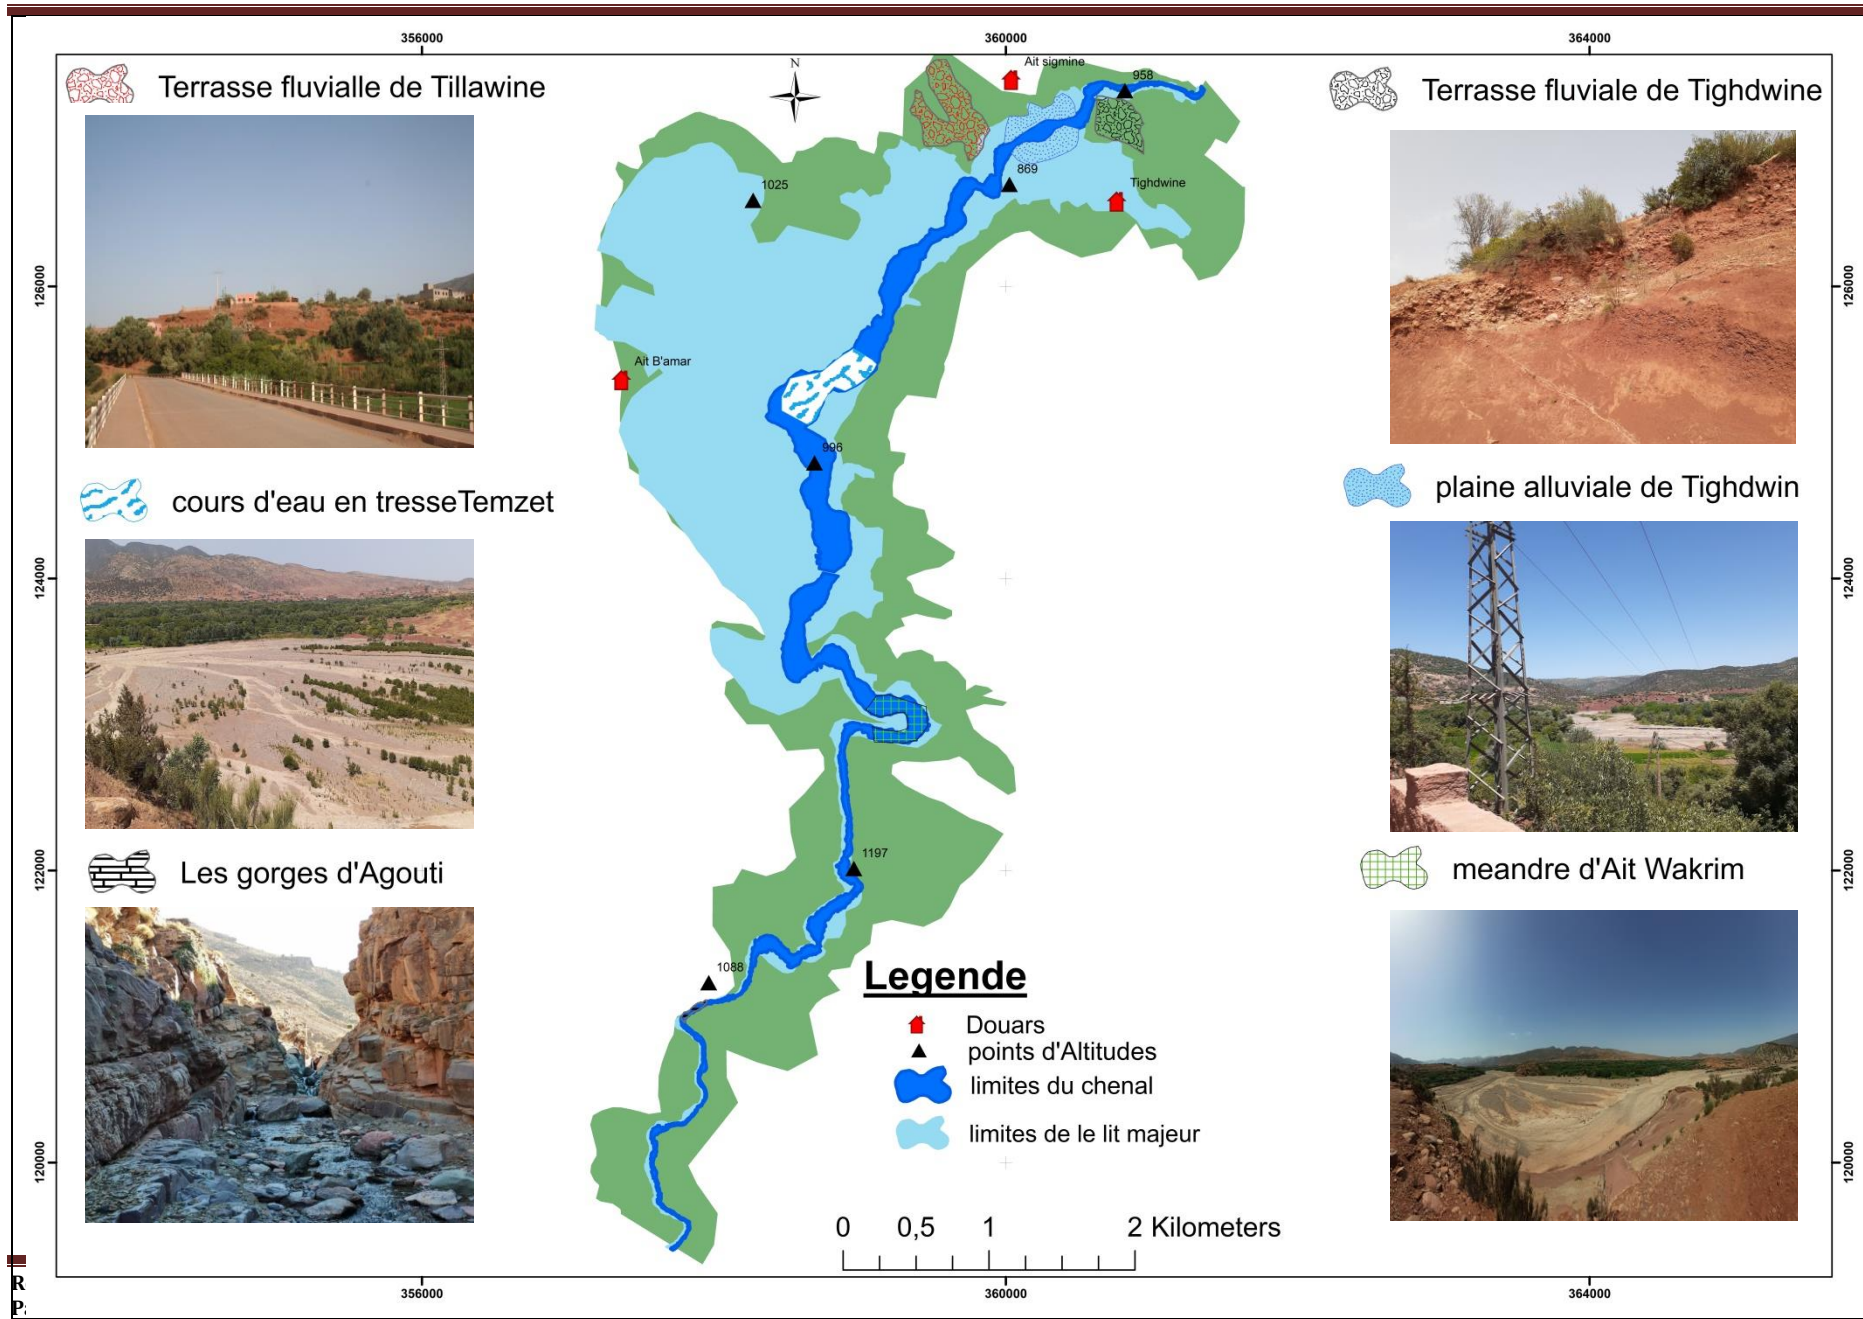 356000
360000
364000
Terrasse fluvialle de Tillawine
N
Ait sigmine
958
Terrasse fluviale de Tighdwine
869
Tighdwine
1025
126000
126000
Ait B'amar
996
cours d'eau en tresseTemzet
plaine alluviale de Tighdwin
124000
124000
Les gorges d'Agouti
1197
meandre d'Ait Wakrim
122000
122000
1088
Legende
Douars
points d'Altitudes
limites du chenal
limites de le lit majeur
120000
120000
0 0,5 1 2 Kilometers
R
356000
360000
364000